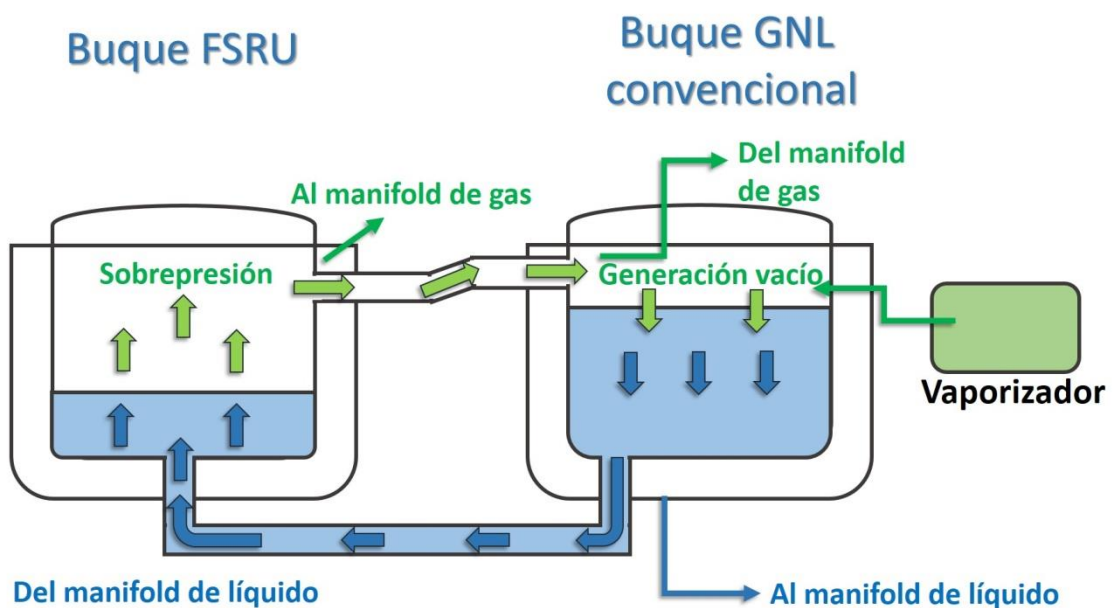 Buque FSRU
Buque GNL
convencional
Al manifold de gas
Del manifold
de gas
Sobrepresión
Generación vacío
Vaporizador
Del manifold de líquido
Al manifold de líquido